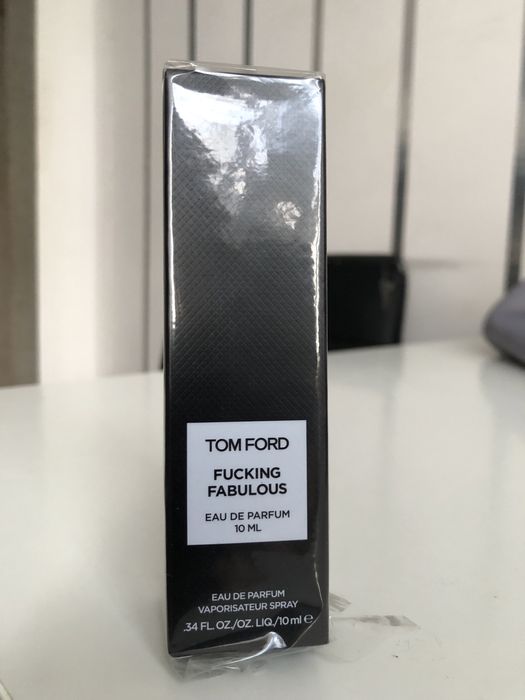 TOM FORD
FUCKING
FABULOUS
EAU DE PARFUM
10 ML
EAU DE PARFUM
VAPORISATEUR SPRAY
.34 FL. OZ./OZ. LIQ./10 ml ℮